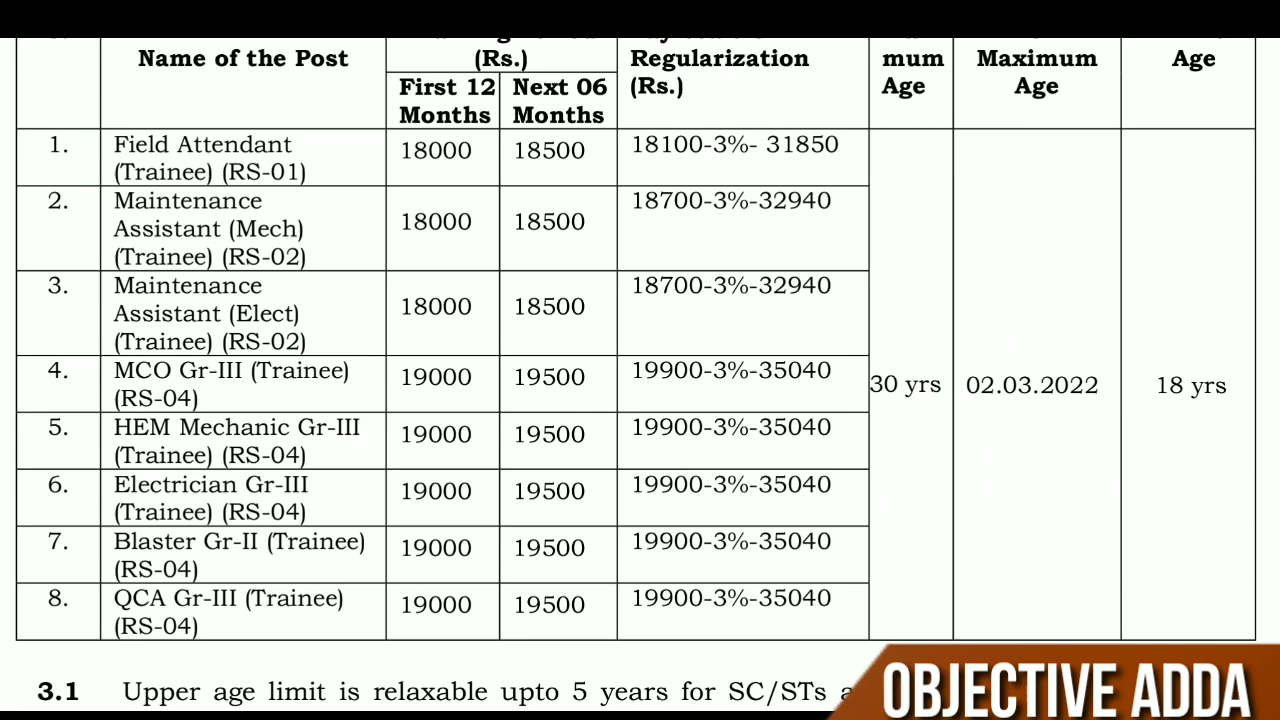 Name of the Post
(Rs.)
Regularization
(Rs.)
mum
Age
Maximum
Age
Age
First 12
Months
Next 06
Months
1.
Field Attendant
(Trainee) (RS-01)
18000
18500
18100-3%- 31850
2.
Maintenance
Assistant (Mech)
(Trainee) (RS-02)
18000
18500
18700-3%-32940
3.
Maintenance
Assistant (Elect)
(Trainee) (RS-02)
18000
18500
18700-3%-32940
4.
MCO Gr-III (Trainee)
(RS-04)
19000
19500
19900-3%-35040
5.
HEM Mechanic Gr-III
(Trainee) (RS-04)
19000
19500
19900-3%-35040
6.
Electrician Gr-III
(Trainee) (RS-04)
19000
19500
19900-3%-35040
7.
Blaster Gr-II (Trainee)
(RS-04)
19000
19500
19900-3%-35040
8.
QCA Gr-III (Trainee)
(RS-04)
19000
19500
19900-3%-35040
30 yrs
02.03.2022
18 yrs
3.1 Upper age limit is relaxable upto 5 years for SC/STs
OBJECTIVE ADDA